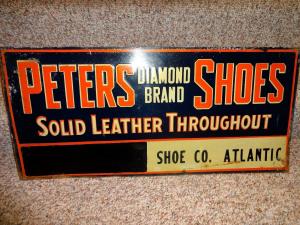 PETERS DIAMOND BRAND SHOES
SOLID LEATHER THROUGHOUT
SHOE CO. ATLANTIC